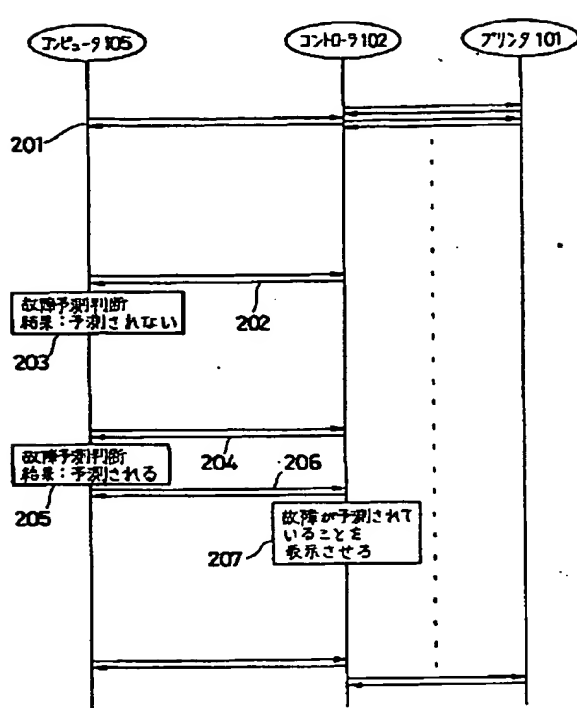 コンピュータ105
コントローラ102
プリンタ101
201
故障予測判断
結果:予測されない
202
203
故障予測判断
結果:予測される
204
206
205
故障が予測されて
いることを
表示させる
207